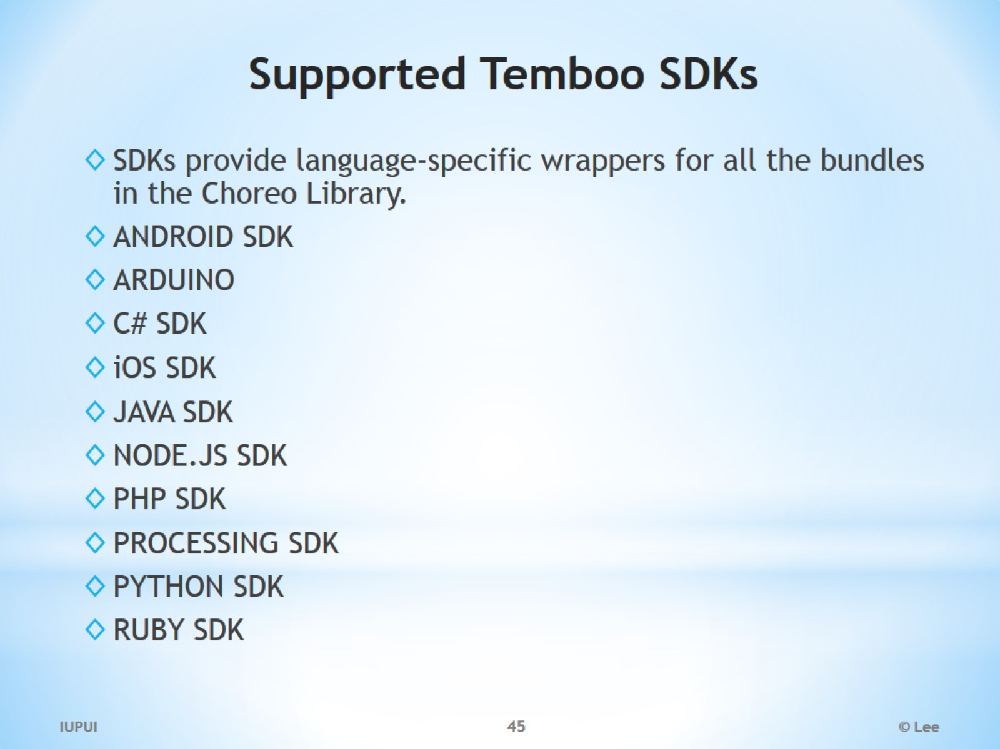 Supported Temboo SDKs
SDKs provide language-specific wrappers for all the bundles
in the Choreo Library.
ANDROID SDK
ARDUINO
C# SDK
iOS SDK
JAVA SDK
NODE.JS SDK
PHP SDK
PROCESSING SDK
PYTHON SDK
RUBY SDK
IUPUI 45 © Lee